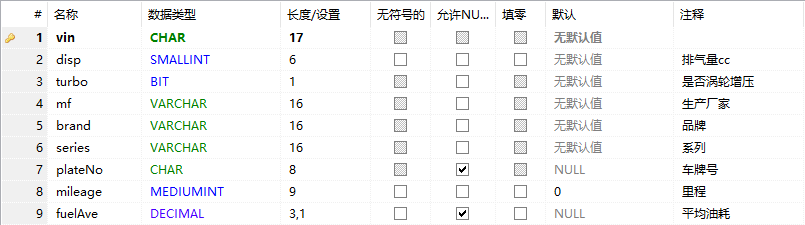 # 名称 数据类型 长度/设置 无符号的 允许NU... 填零 默认 注释
1 vin CHAR 17 无默认值
2 disp SMALLINT 6 无默认值 排气量cc
3 turbo BIT 1 无默认值 是否涡轮增压
4 mf VARCHAR 16 无默认值 生产厂家
5 brand VARCHAR 16 无默认值 品牌
6 series VARCHAR 16 无默认值 系列
7 plateNo CHAR 8 NULL 车牌号
8 mileage MEDIUMINT 9 0 里程
9 fuelAve DECIMAL 3,1 NULL 平均油耗